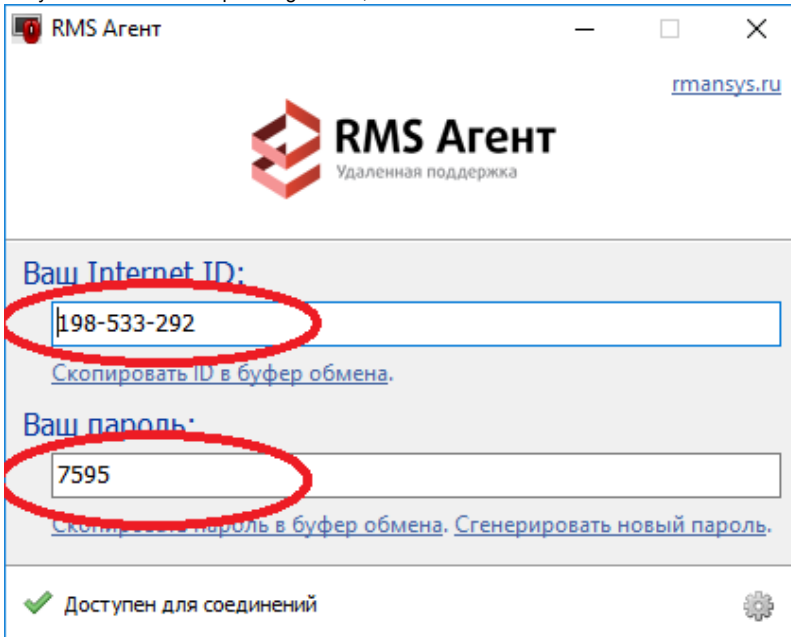 RMS Агент
rmansys.ru
RMS Агент
Удаленная поддержка
Ваш Internet ID:
198-533-292
Скопировать ID в буфер обмена.
Ваш пароль:
7595
Скопировать пароль в буфер обмена. Сгенерировать новый пароль.
Доступен для соединений